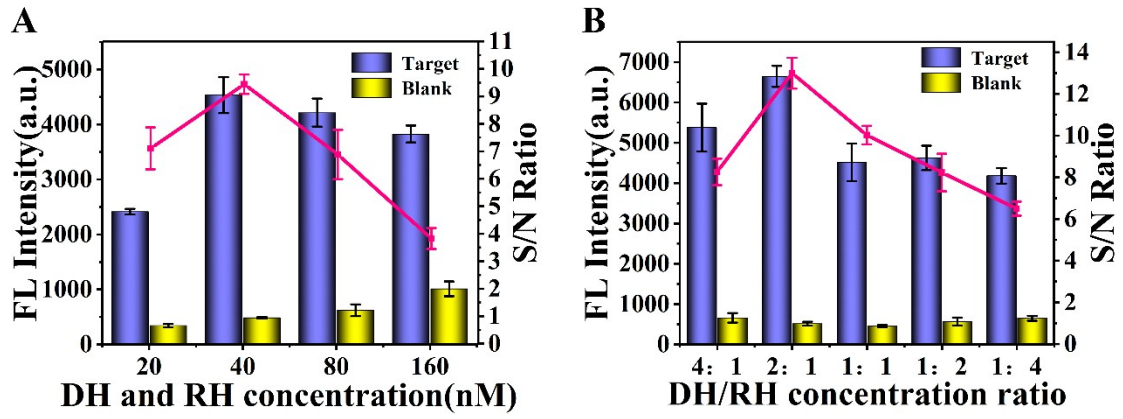 A
FL Intensity(a.u.)
5000
4000
3000
2000
1000
0
Target
Blank
11
10
9
8
7
6
5
4
3
2
1
0
S/N Ratio
20 40 80 160
DH and RH concentration(nM)
B
FL Intensity(a.u.)
7000
6000
5000
4000
3000
2000
1000
0
Target
Blank
14
12
10
8
6
4
2
0
S/N Ratio
4: 1 2: 1 1: 1 1: 2 1: 4
DH/RH concentration ratio